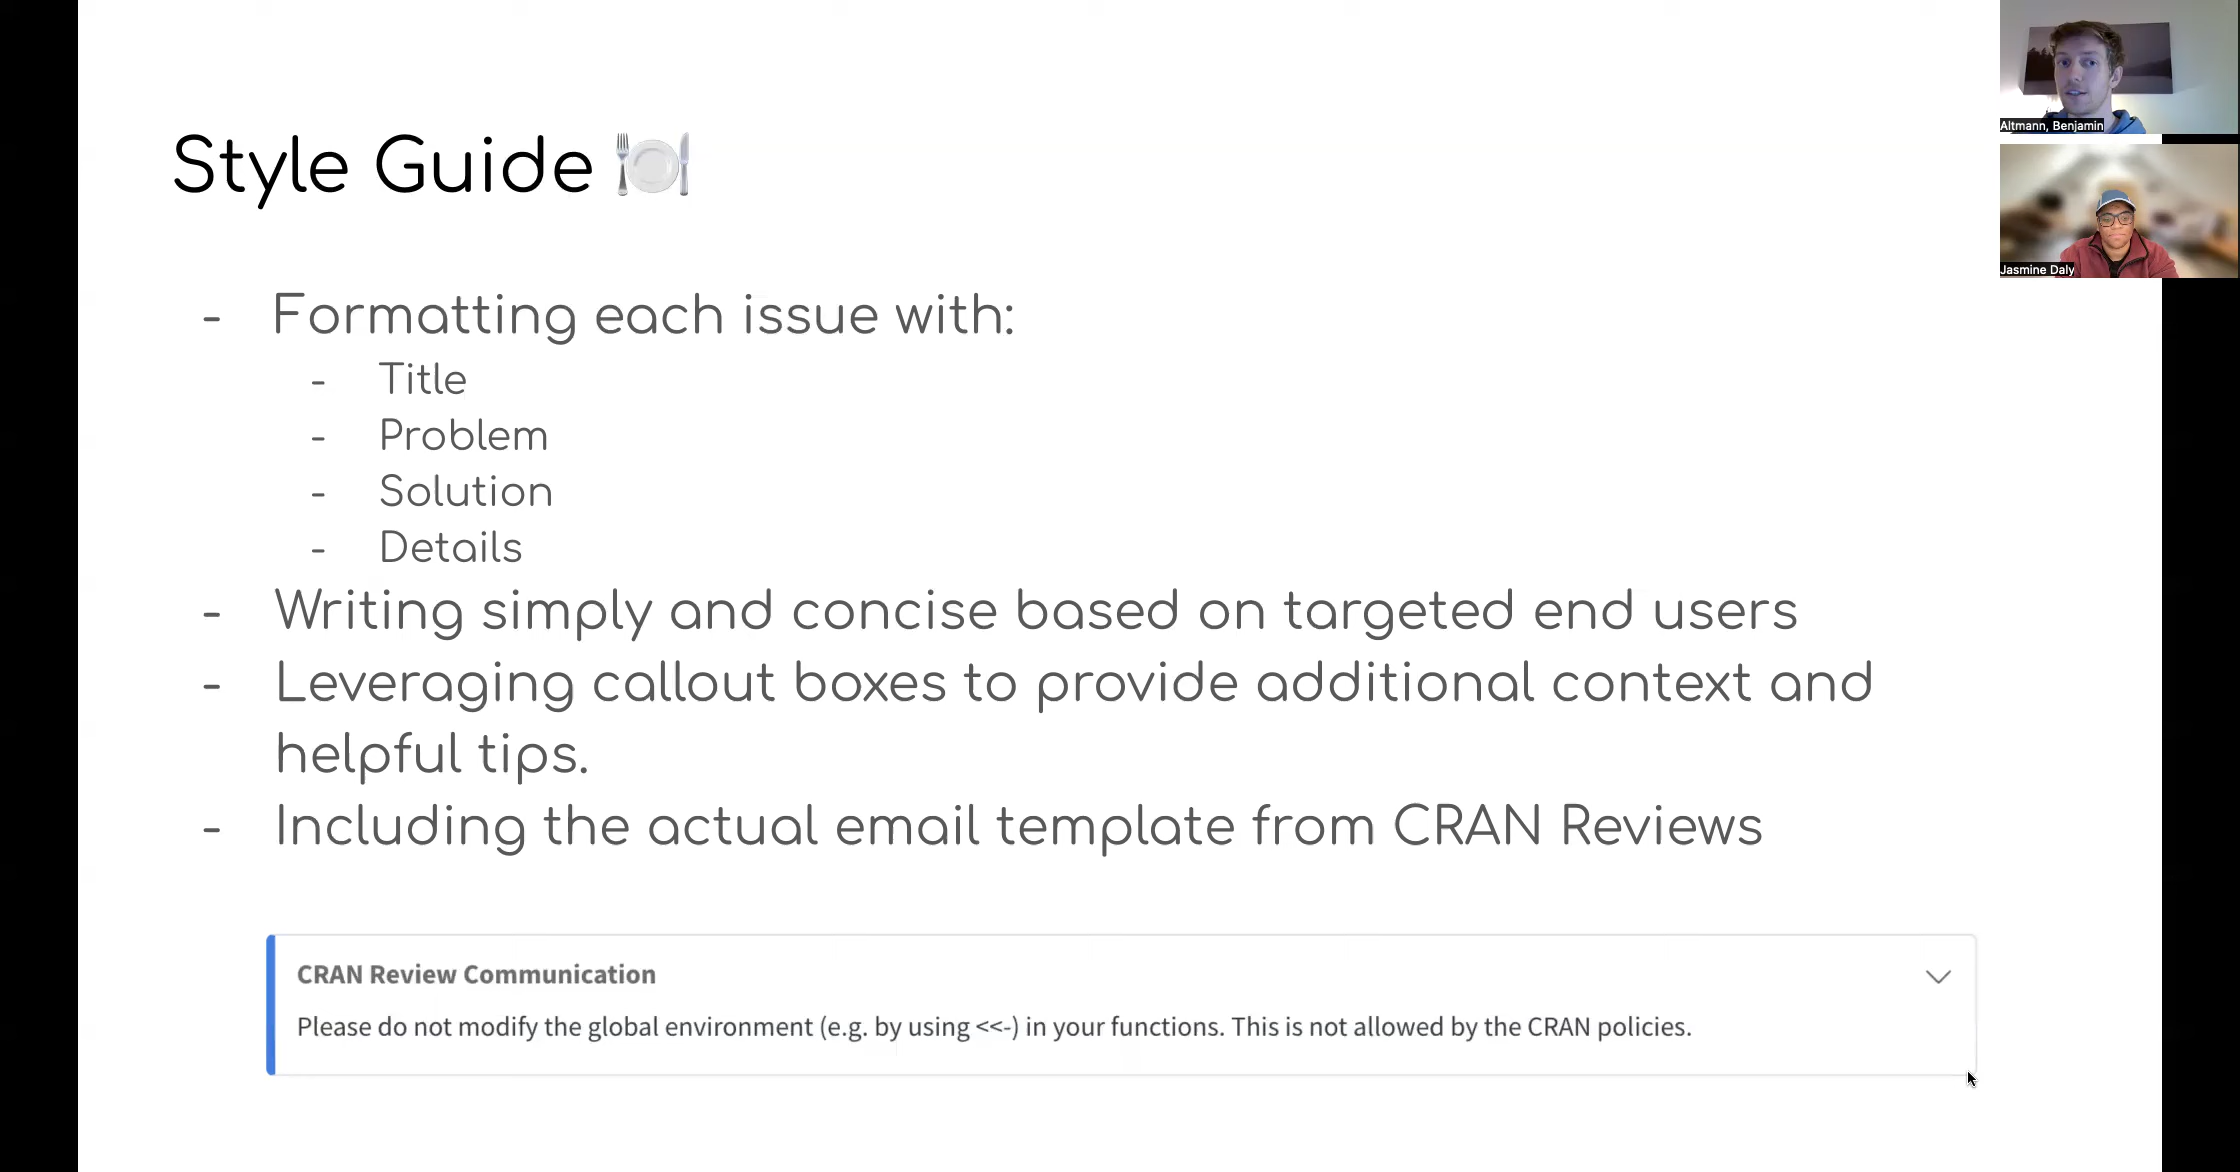 Style Guide 🍽️
- Formatting each issue with:
- Title
- Problem
- Solution
- Details
- Writing simply and concise based on targeted end users
- Leveraging callout boxes to provide additional context and
helpful tips.
- Including the actual email template from CRAN Reviews
CRAN Review Communication
Please do not modify the global environment (e.g. by using <<-) in your functions. This is not allowed by the CRAN policies.
Altmann, Benjamin
Jasmine Daly